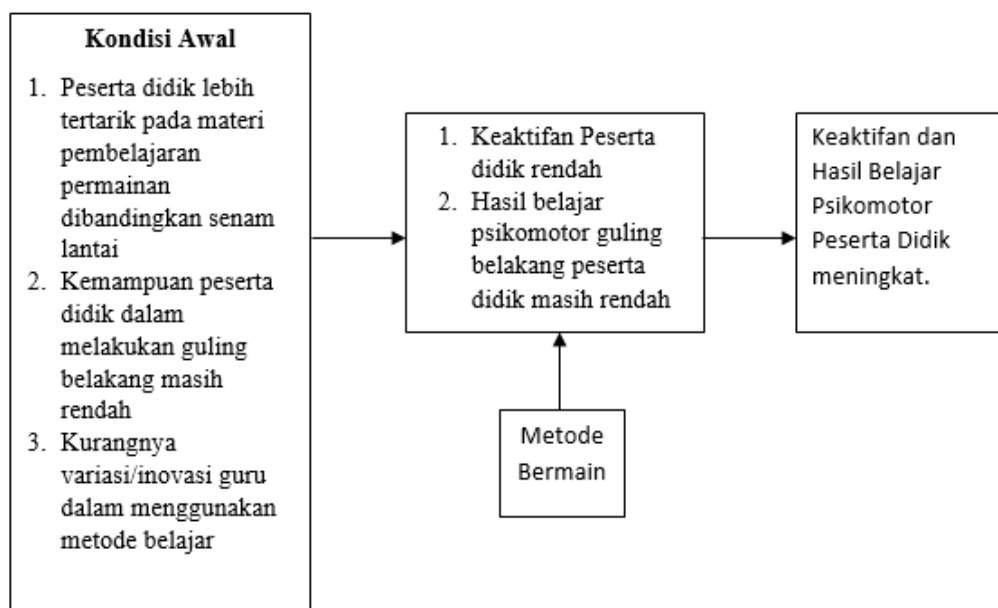 Kondisi Awal
1. Peserta didik lebih
tertarik pada materi
pembelajaran
permainan
dibandingkan senam
lantai
2. Kemampuan peserta
didik dalam
melakukan guling
belakang masih
rendah
3. Kurangnya
variasi/inovasi guru
dalam menggunakan
metode belajar
1. Keaktifan Peserta
didik rendah
2. Hasil belajar
psikomotor guling
belakang peserta
didik masih rendah
Metode
Bermain
Keaktifan dan
Hasil Belajar
Psikomotor
Peserta Didik
meningkat.